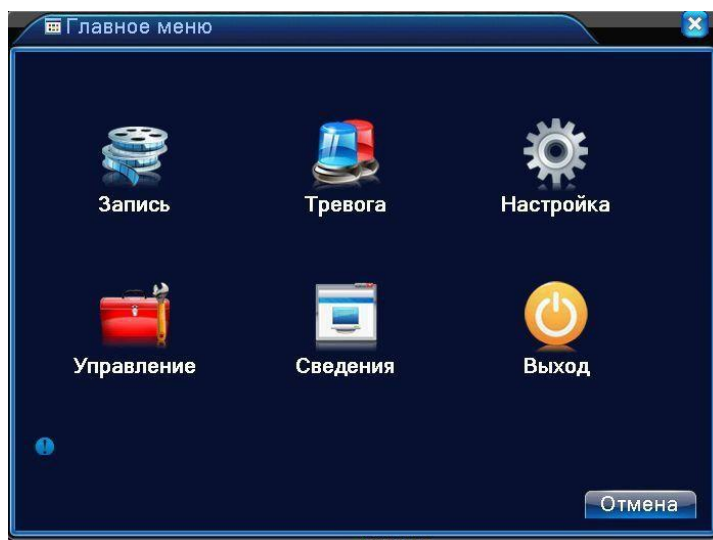 Главное меню
Запись
Тревога
Настройка
Управление
Сведения
Выход
Отмена